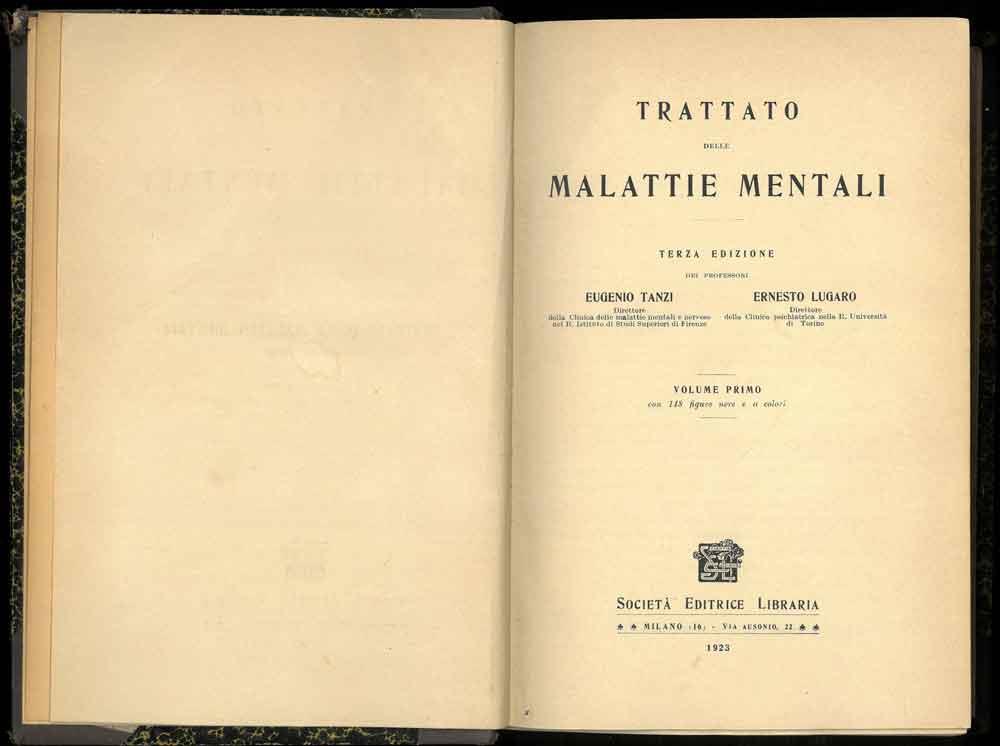 TRATTATO
DELLE
MALATTIE MENTALI
TERZA EDIZIONE
DEI PROFESSORI
EUGENIO TANZI
Direttore
della Clinica delle malattie mentali e nervose
nel R. Istituto di Studi Superiori di Firenze
ERNESTO LUGARO
Direttore
della Clinica psichiatrica nella R. Università
di Torino
VOLUME PRIMO
con 148 figure nere e a colori
SOCIETÀ EDITRICE LIBRARIA
MILANO (16) - VIA AUSONIO, 22
1923